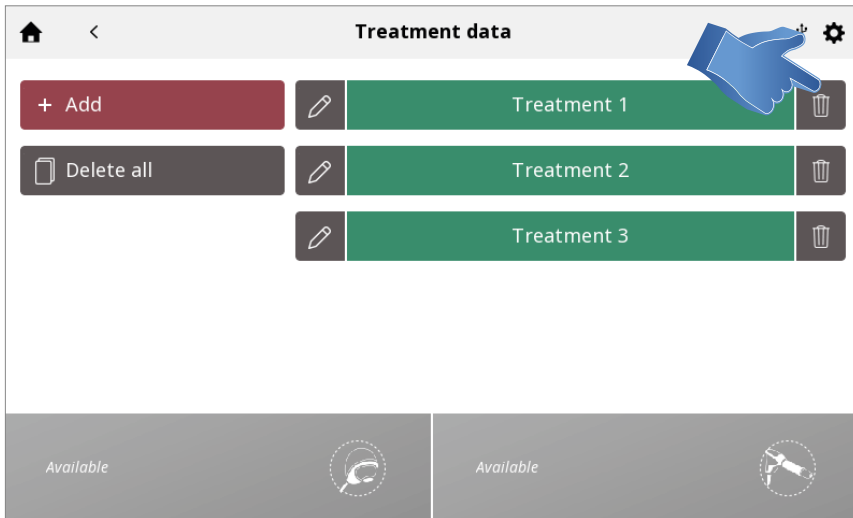 Treatment data
+ Add
Treatment 1
Delete all
Treatment 2
Treatment 3
Available
Available